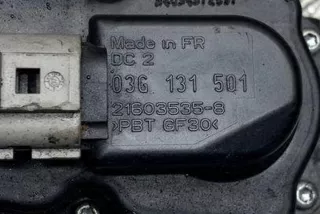 Made in FR
DC 2
03G 131 501
21603535-8
>PBT GF30<